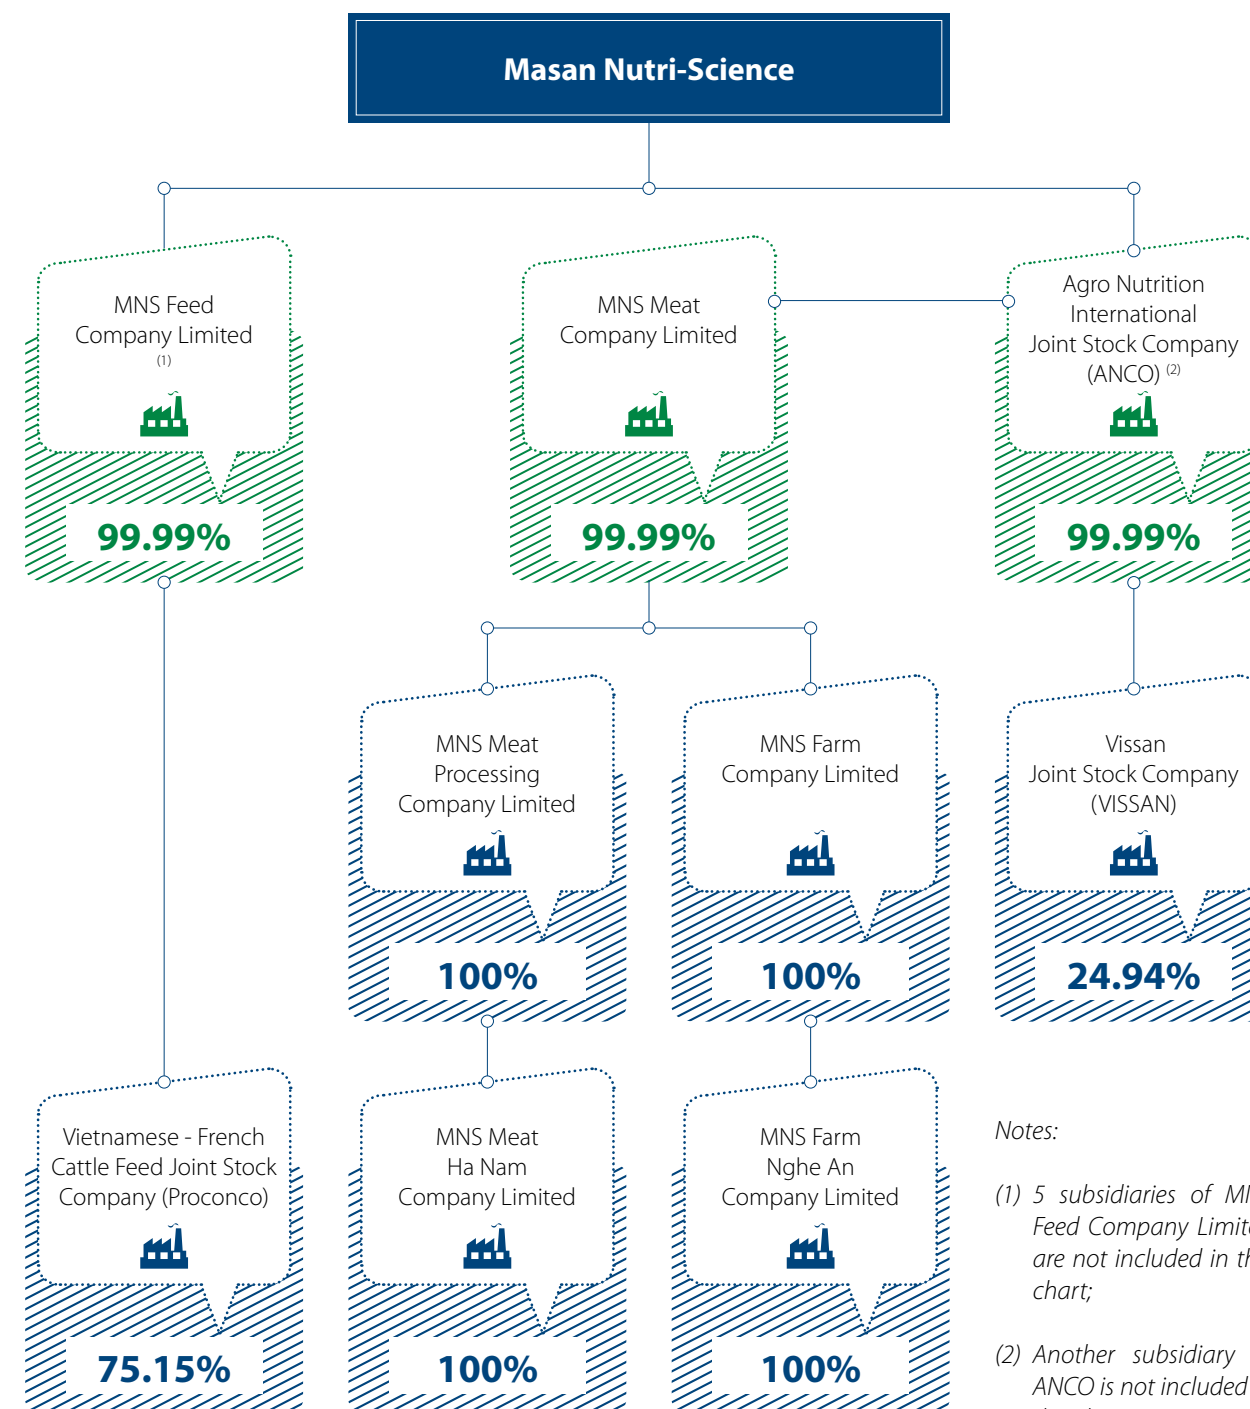 Masan Nutri-Science
MNS Feed
Company Limited
(1)
99.99%
MNS Meat
Company Limited
99.99%
Agro Nutrition
International
Joint Stock Company
(ANCO) (2)
99.99%
MNS Meat
Processing
Company Limited
100%
MNS Farm
Company Limited
100%
Vissan
Joint Stock Company
(VISSAN)
24.94%
Vietnamese - French
Cattle Feed Joint Stock
Company (Proconco)
75.15%
MNS Meat
Ha Nam
Company Limited
100%
MNS Farm
Nghe An
Company Limited
100%
Notes:
(1) 5 subsidiaries of
Feed Company
are not included in
chart;
(2) Another subsidiary
ANCO is not included